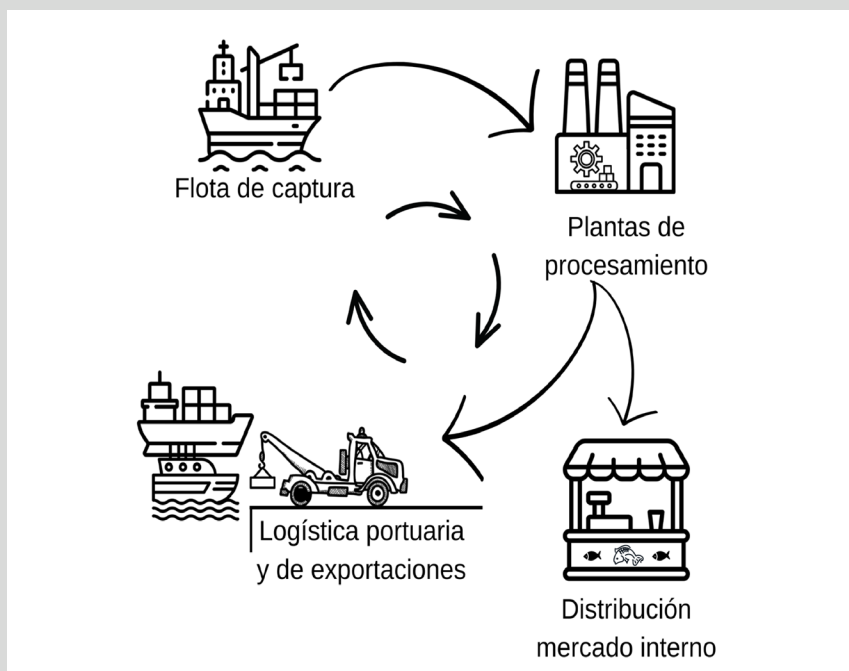 Flota de captura
Plantas de
procesamiento
Logística portuaria
y de exportaciones
Distribución
mercado interno